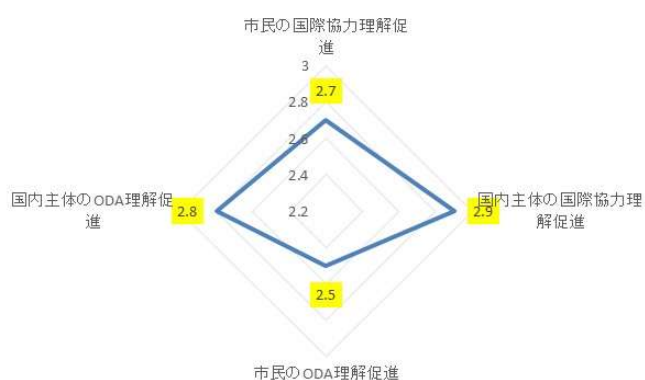 市民の国際協力理解促
進
3
2.7
2.8
2.6
2.4
国内主体のODA理解促
進
2.8
2.2
2.9
国内主体の国際協力理
解促進
2.5
市民のODA理解促進